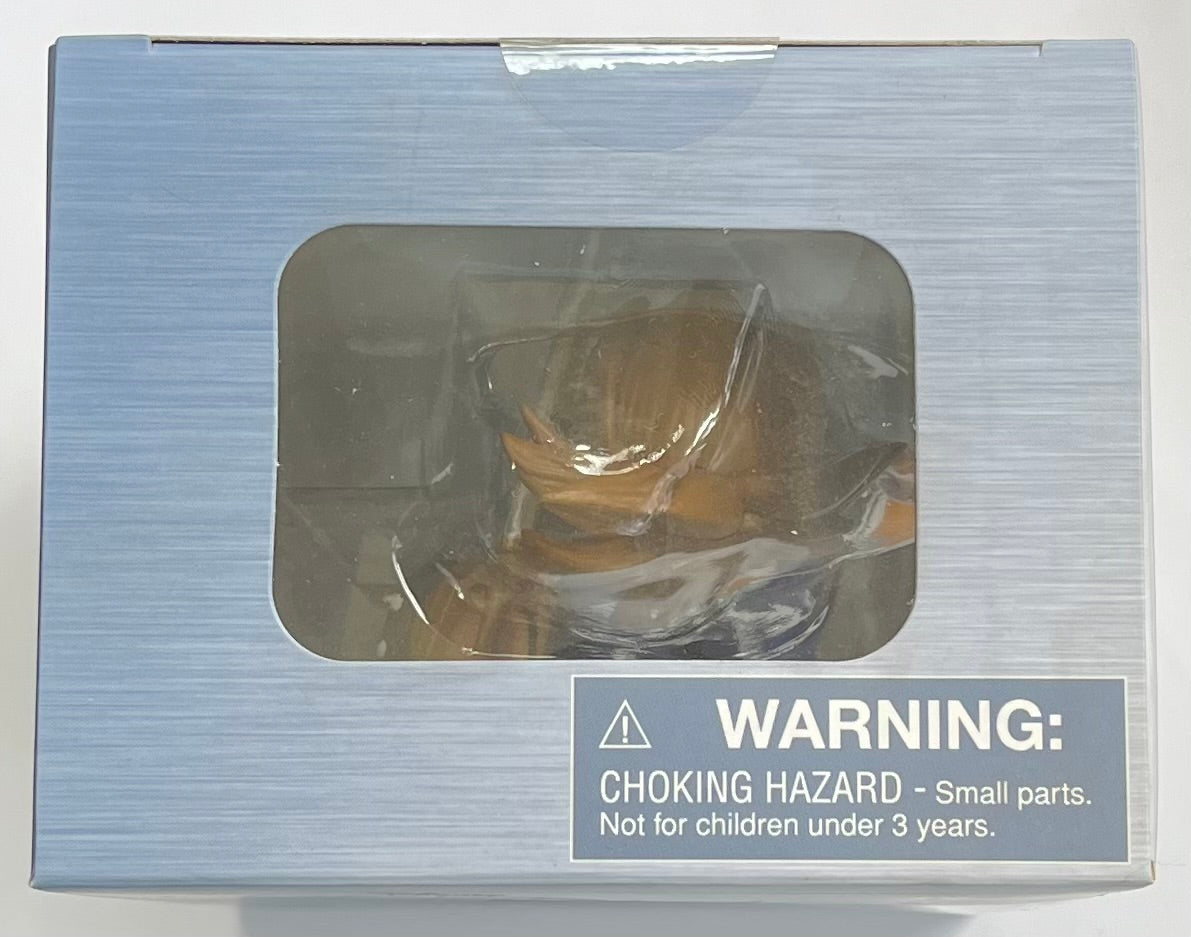 WARNING:
CHOKING HAZARD - Small parts.
Not for children under 3 years.